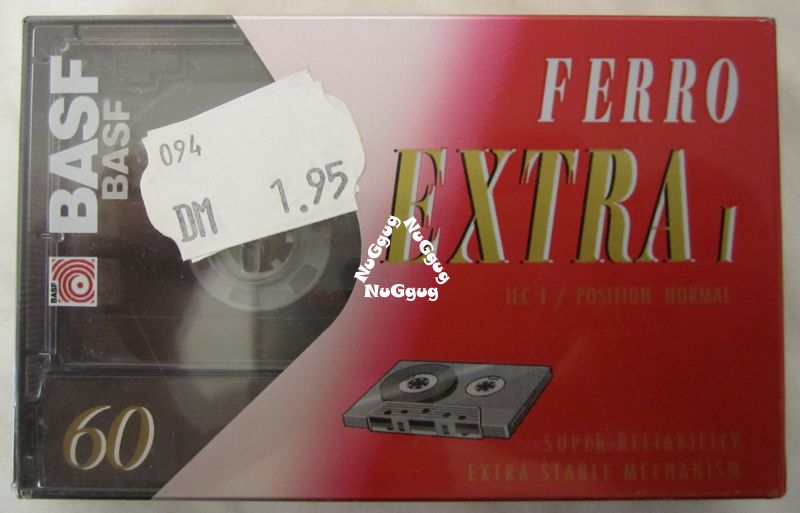 BASF
BASF
BASF
60
094
DM 1.95
FERRO
EXTRA I
IEC I / POSITION NORMAL
NuGgug
NuGgug
NuGgug
SUPER RELIABILITY
EXTRA STABLE MECHANISM